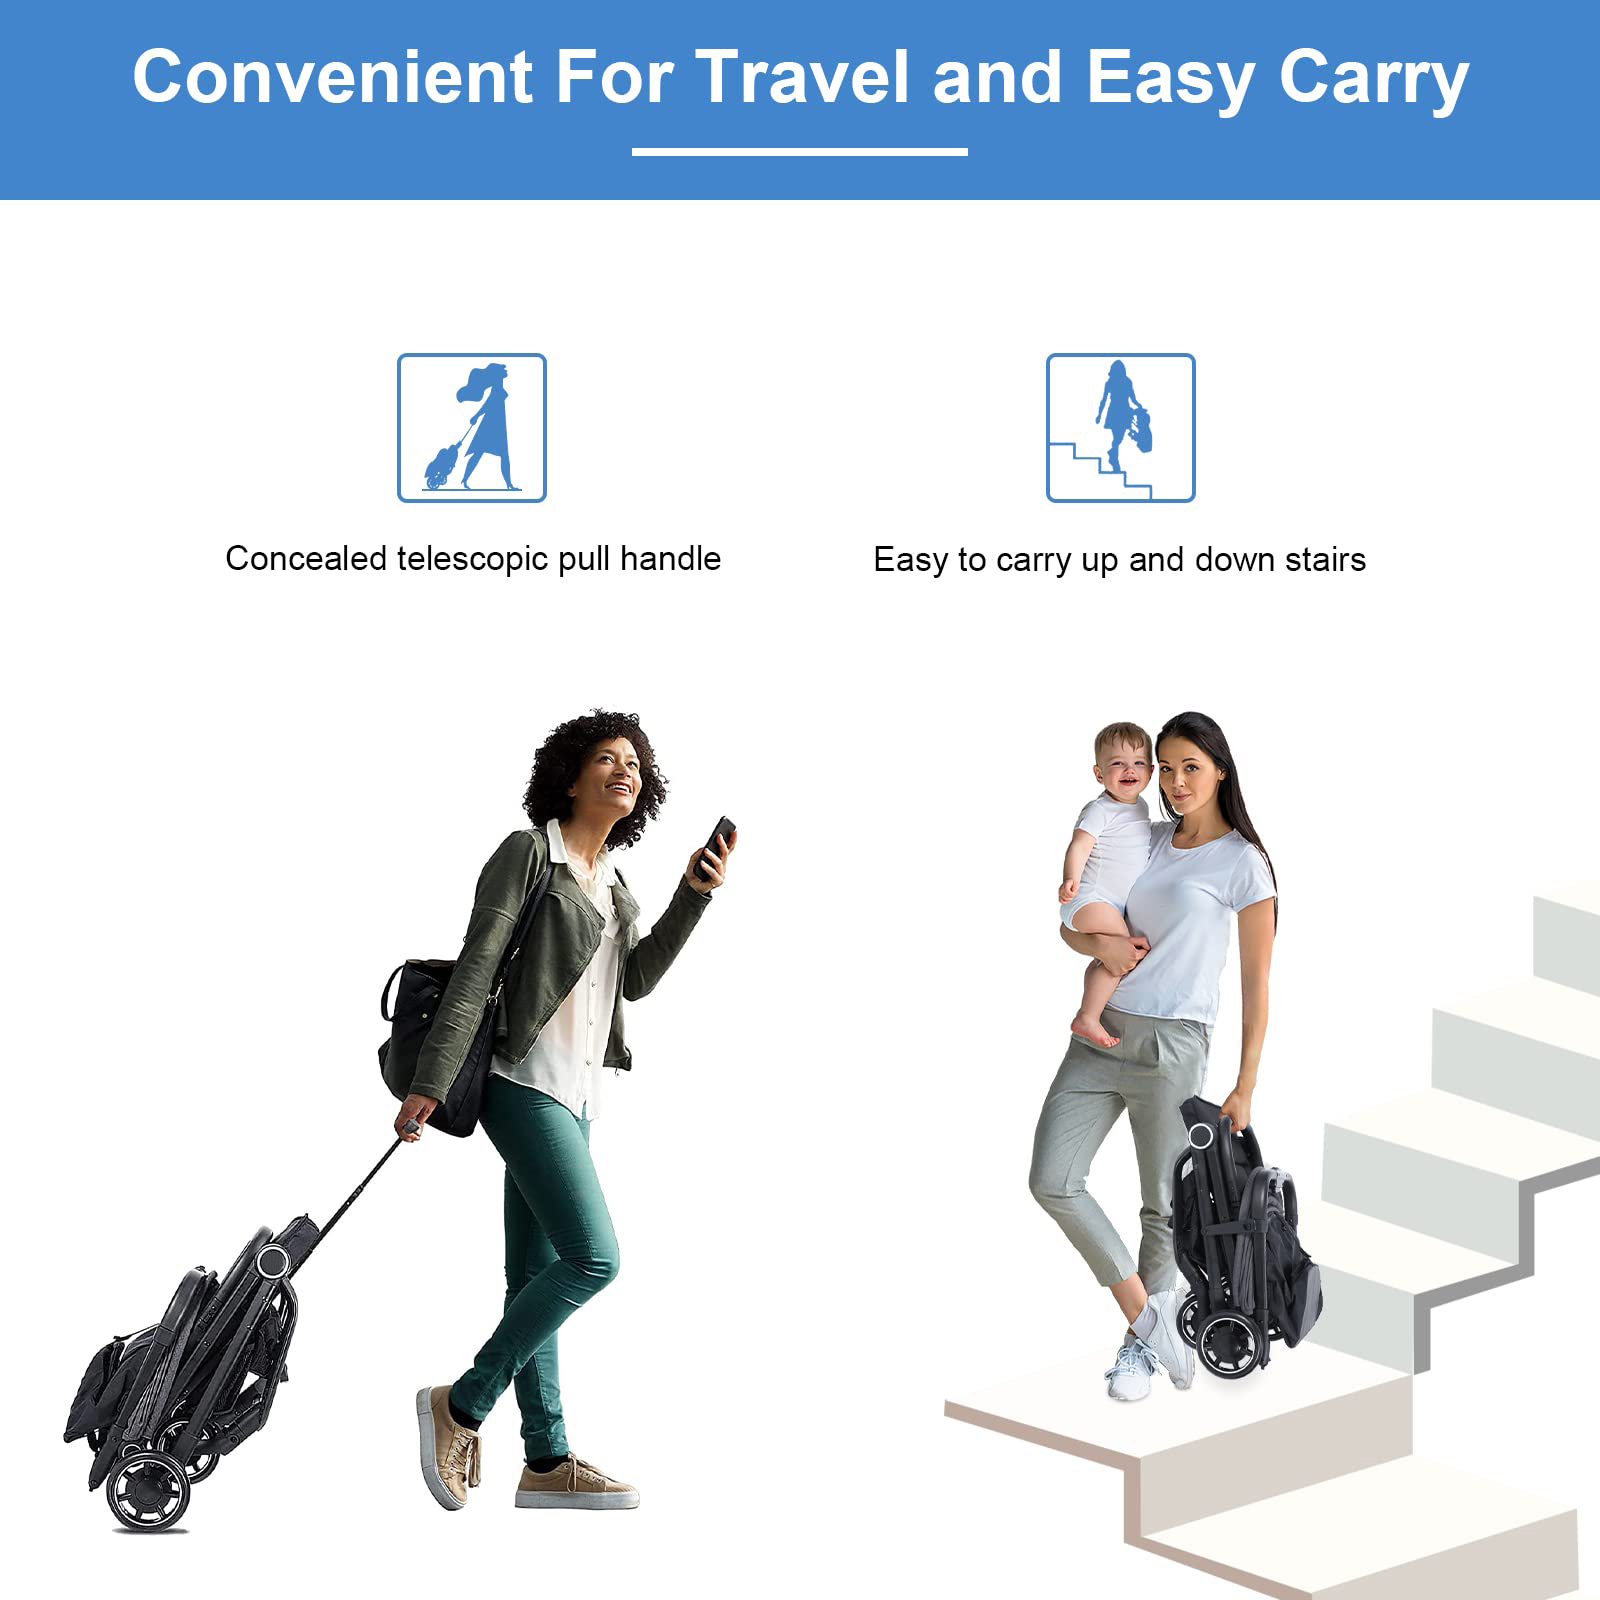 Convenient For Travel and Easy Carry
Concealed telescopic pull handle
Easy to carry up and down stairs